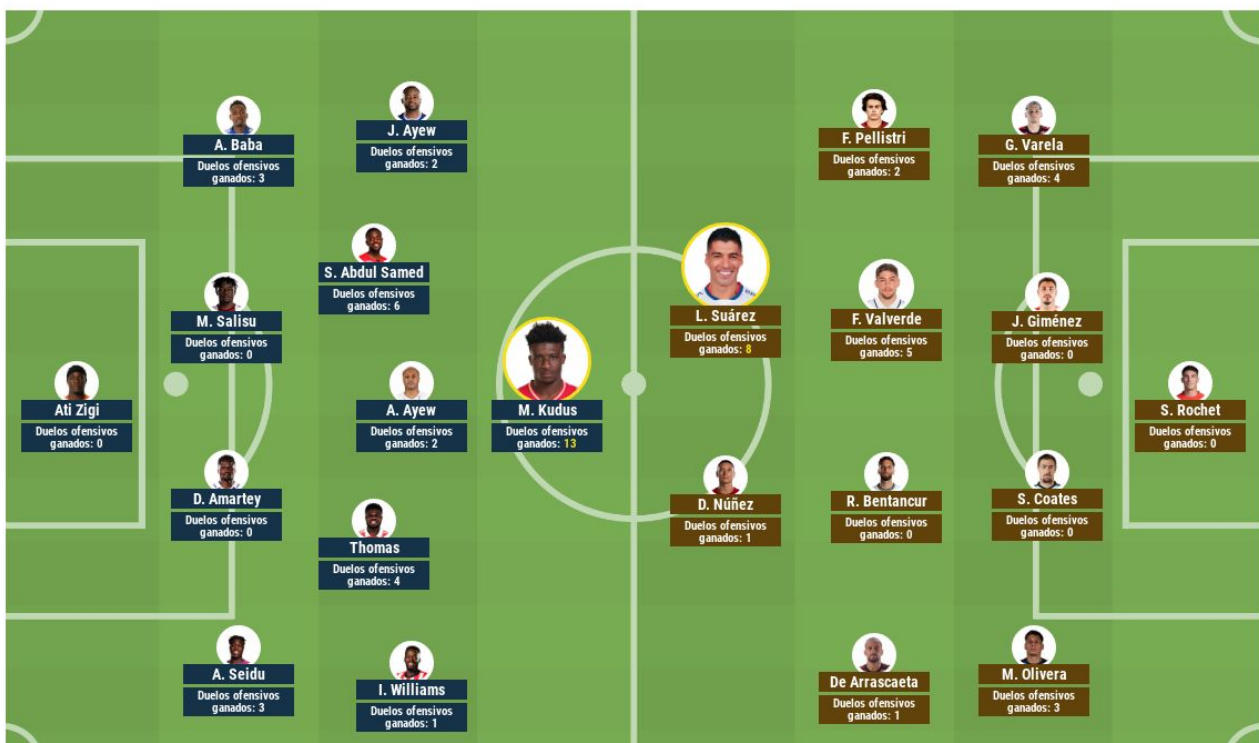 A. Baba
Duelos ofensivos
ganados: 3
J. Ayew
Duelos ofensivos
ganados: 2
S. Abdul Samed
Duelos ofensivos
ganados: 6
M. Salisu
Duelos ofensivos
ganados: 0
Ati Zigi
Duelos ofensivos
ganados: 0
A. Ayew
Duelos ofensivos
ganados: 2
M. Kudus
Duelos ofensivos
ganados: 13
D. Amartey
Duelos ofensivos
ganados: 0
Thomas
Duelos ofensivos
ganados: 4
A. Seidu
Duelos ofensivos
ganados: 3
I. Williams
Duelos ofensivos
ganados: 1
F. Pellistri
Duelos ofensivos
ganados: 2
G. Varela
Duelos ofensivos
ganados: 4
L. Suárez
Duelos ofensivos
ganados: 8
F. Valverde
Duelos ofensivos
ganados: 5
J. Giménez
Duelos ofensivos
ganados: 0
S. Rochet
Duelos ofensivos
ganados: 0
D. Núñez
Duelos ofensivos
ganados: 1
R. Bentancur
Duelos ofensivos
ganados: 0
S. Coates
Duelos ofensivos
ganados: 0
De Arrascaeta
Duelos ofensivos
ganados: 1
M. Olivera
Duelos ofensivos
ganados: 3